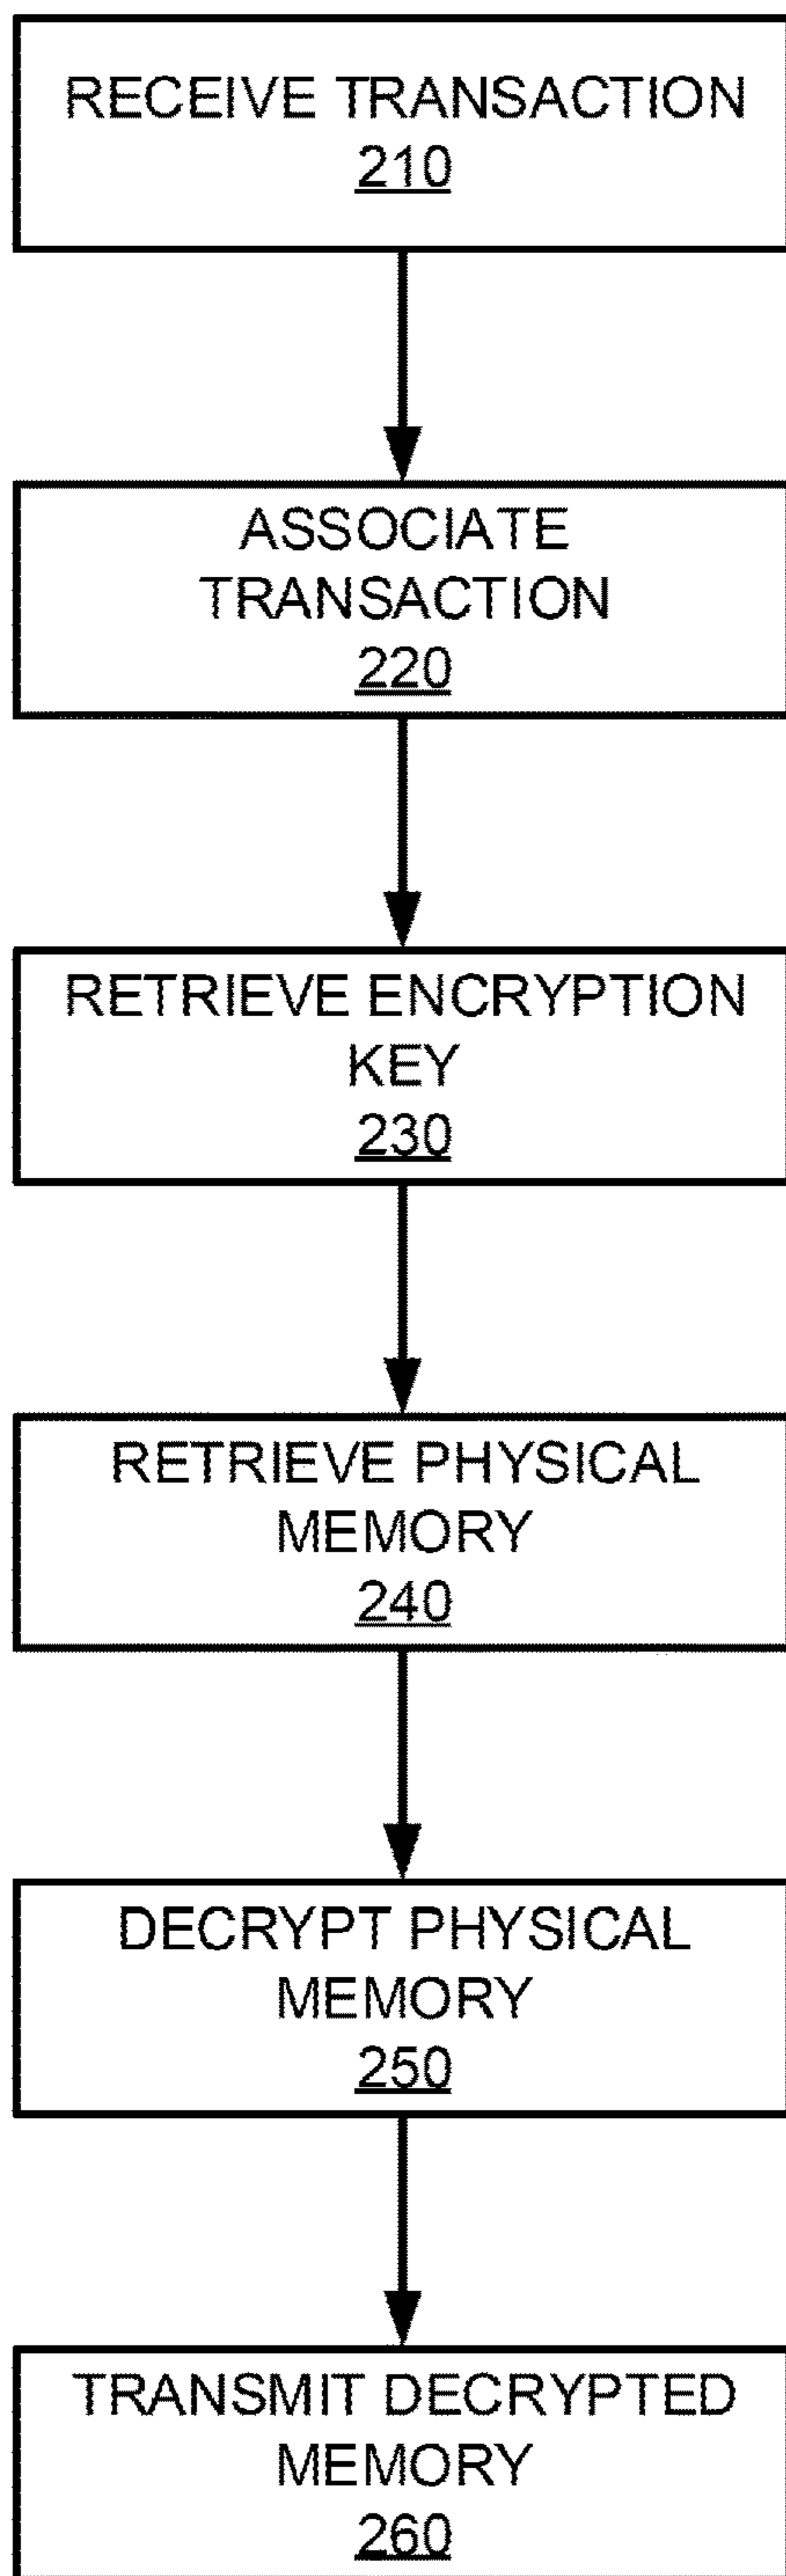 RECEIVE TRANSACTION
210
ASSOCIATE
TRANSACTION
220
RETRIEVE ENCRYPTION
KEY
230
RETRIEVE PHYSICAL
MEMORY
240
DECRYPT PHYSICAL
MEMORY
250
TRANSMIT DECRYPTED
MEMORY
260